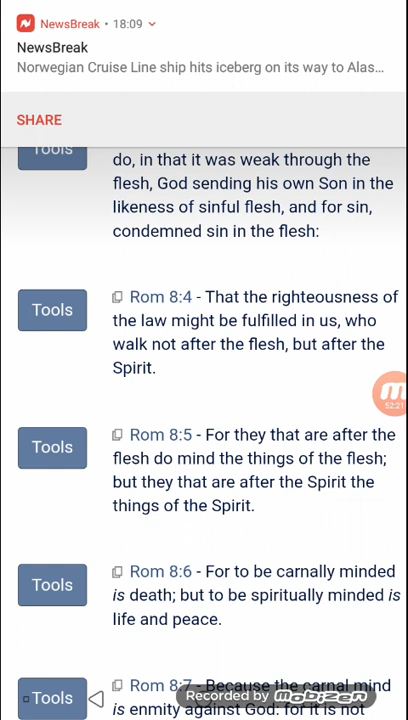 NewsBreak • 18:09
NewsBreak
Norwegian Cruise Line ship hits iceberg on its way to Alas...
SHARE
Tools
do, in that it was weak through the
flesh, God sending his own Son in the
likeness of sinful flesh, and for sin,
condemned sin in the flesh:
Tools
Rom 8:4 - That the righteousness of
the law might be fulfilled in us, who
walk not after the flesh, but after the
Spirit.
52:21
Tools
Rom 8:5 - For they that are after the
flesh do mind the things of the flesh;
but they that are after the Spirit the
things of the Spirit.
Tools
Rom 8:6 - For to be carnally minded
is death; but to be spiritually minded is
life and peace.
Tools
Rom 8:7 - Because the carnal mind
is enmity against God: for it is not
Recorded by mobizen